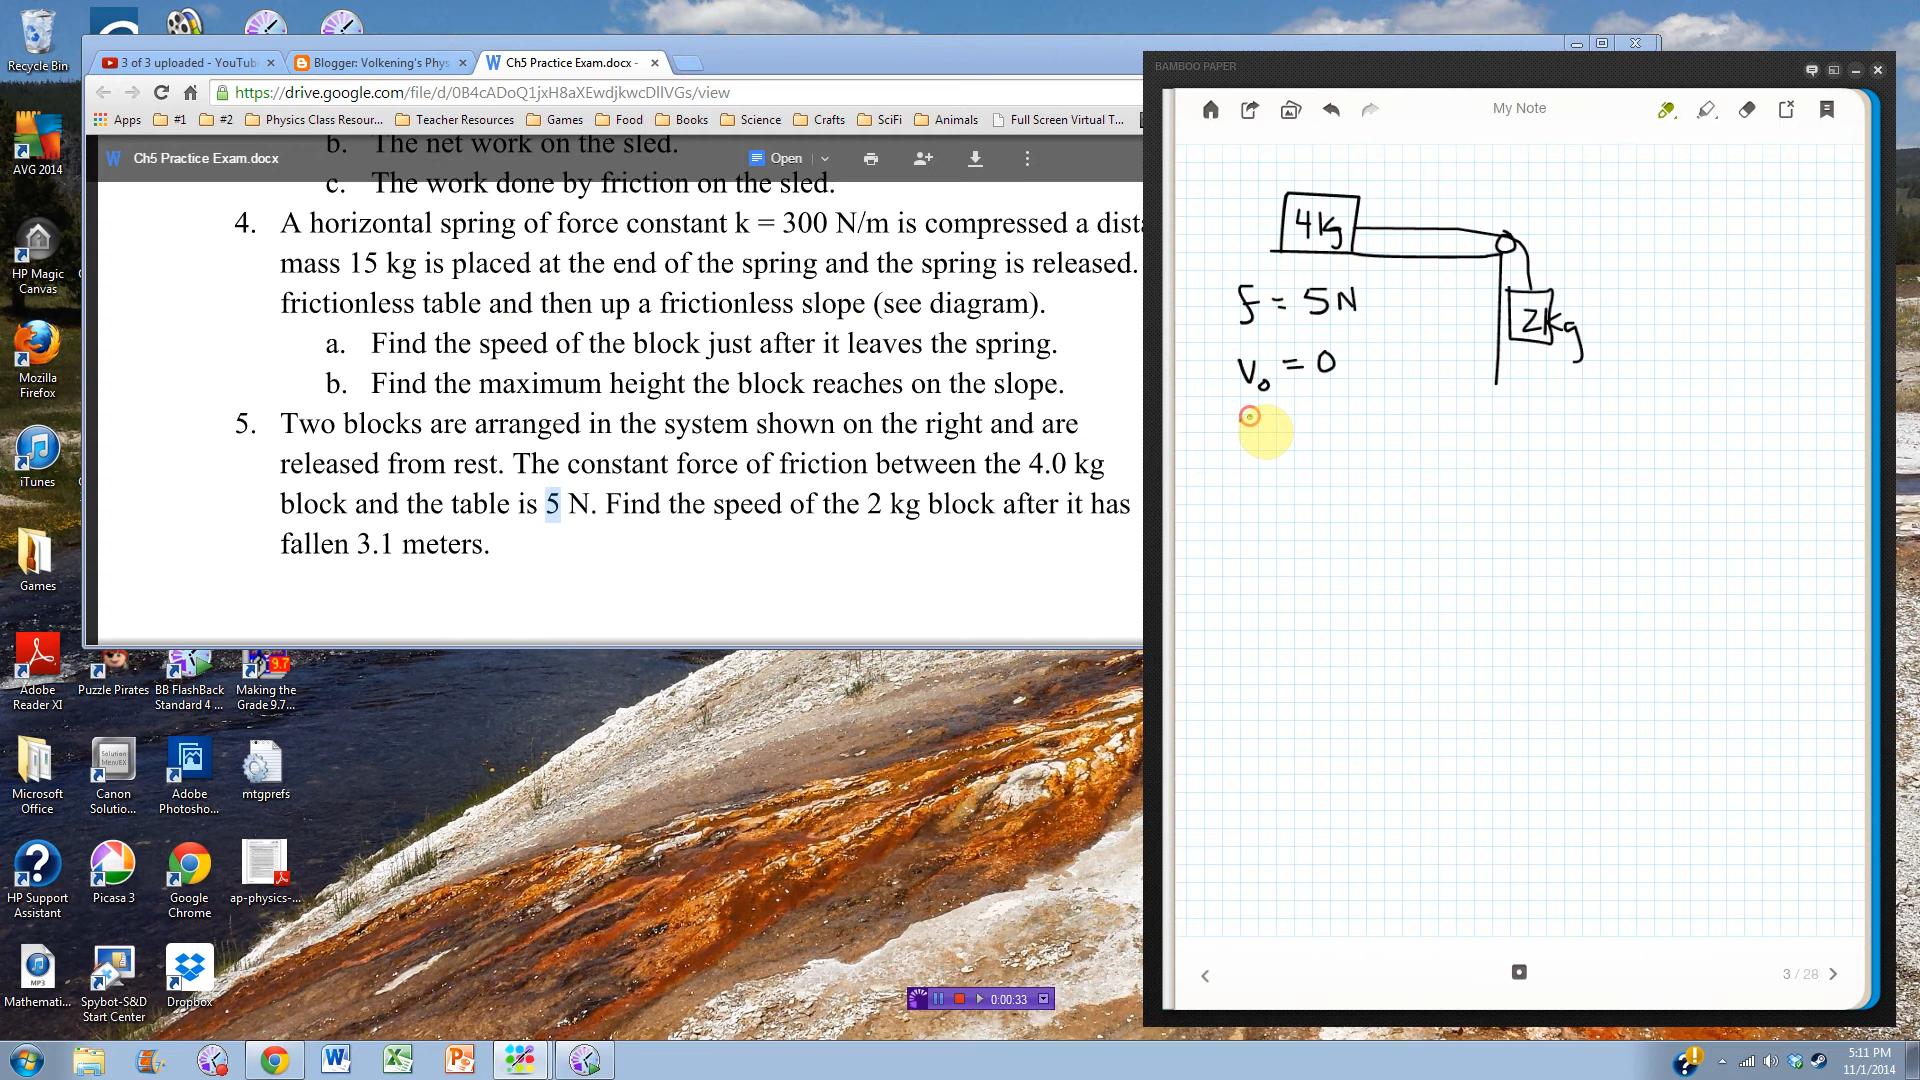 Recycle Bin
AVG 2014
HP Magic
Canvas
Mozilla
Firefox
iTunes
Games
Adobe
Reader XI
Puzzle Pirates
BB FlashBack
Standard 4 ...
9.7
Making the
Grade 9.7...
Microsoft
Office
Solution
MenuEX
Canon
Solutio...
Adobe
Photosho...
mtgprefs
HP Support
Assistant
Picasa 3
Google
Chrome
ap-physics-...
MP3
Mathemati...
Spybot-S&D
Start Center
Dropbox
3 of 3 uploaded - YouTub
Blogger: Volkening's Phys
Ch5 Practice Exam.docx -
https://drive.google.com/file/d/0B4cADoQ1jxH8aXEwdjkwcDllVGs/view
Apps
#1
#2
Physics Class Resour...
Teacher Resources
Games
Food
Books
Science
Crafts
SciFi
Animals
Full Screen Virtual T...
Ch5 Practice Exam.docx
Open
b. The net work on the sled.
c. The work done by friction on the sled.
4. A horizontal spring of force constant k = 300 N/m is compressed a dista
mass 15 kg is placed at the end of the spring and the spring is released.
frictionless table and then up a frictionless slope (see diagram).
a. Find the speed of the block just after it leaves the spring.
b. Find the maximum height the block reaches on the slope.
5. Two blocks are arranged in the system shown on the right and are
released from rest. The constant force of friction between the 4.0 kg
block and the table is 5 N. Find the speed of the 2 kg block after it has
fallen 3.1 meters.
BAMBOO PAPER
My Note
4kg
2kg
f = 5N
v₀ = 0
3 / 28
0:00:33
5:11 PM
11/1/2014